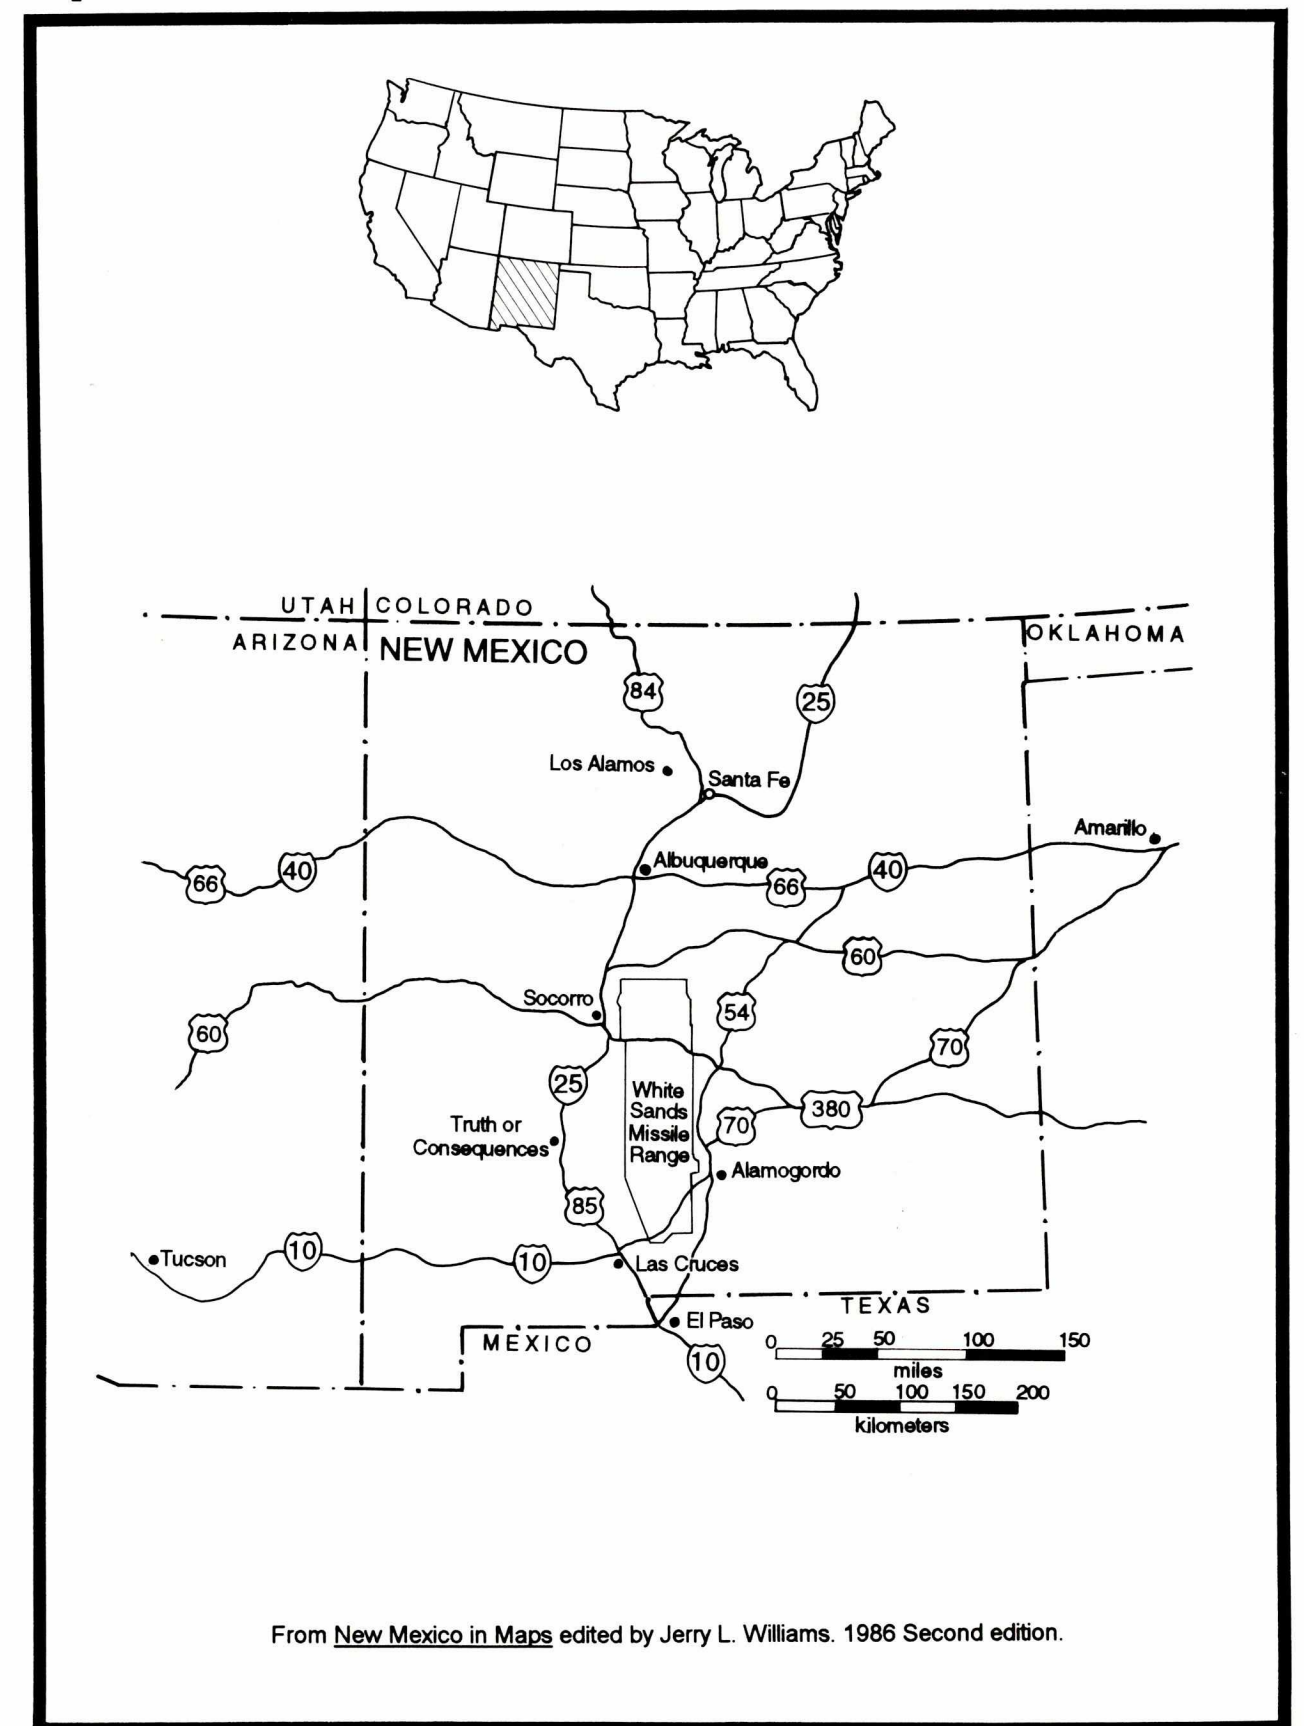 UTAH COLORADO
ARIZONA NEW MEXICO OKLAHOMA
84
25
Los Alamos
Santa Fe
Amarillo
Albuquerque
66
40
66
40
60
Socorro
54
60
70
25
White
Sands
Missile
Range
380
Truth or
Consequences
70
Alamogordo
85
Tucson
10
10
Las Cruces
TEXAS
El Paso
MEXICO
0 25 50 100 150
miles
10
0 50 100 150 200
kilometers
From New Mexico in Maps edited by Jerry L. Williams. 1986 Second edition.